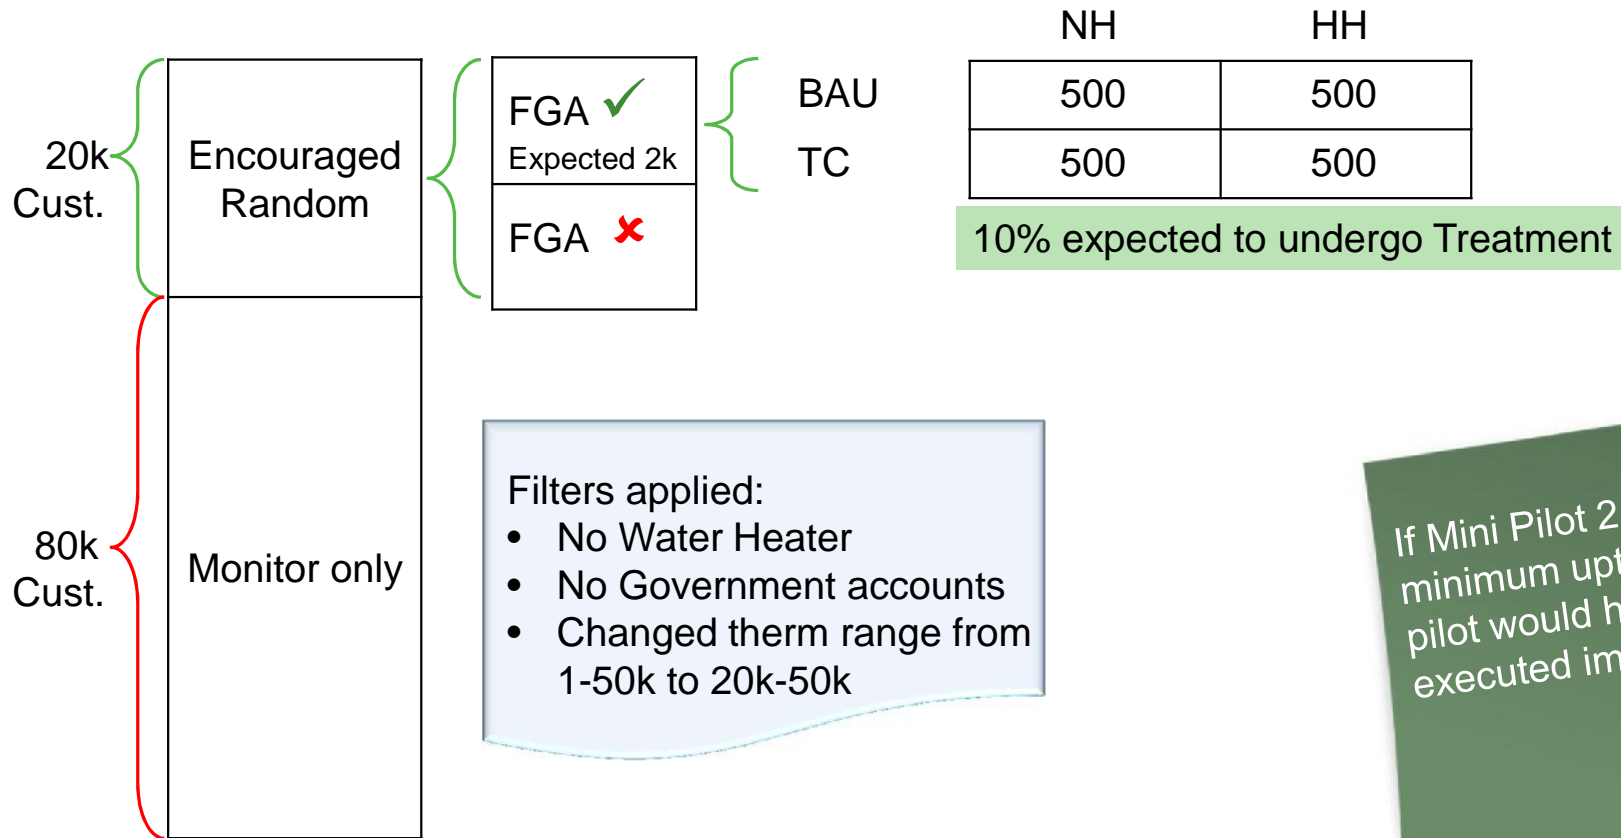 NH HH
BAU 500 500
TC 500 500
10% expected to undergo Treatment
20k
Cust.
Encouraged
Random
FGA ✓
Expected 2k
FGA ✘
80k
Cust.
Monitor only
Filters applied:
• No Water Heater
• No Government accounts
• Changed therm range from
1-50k to 20k-50k
If Mini Pilot 2
minimum
pilot would
executed